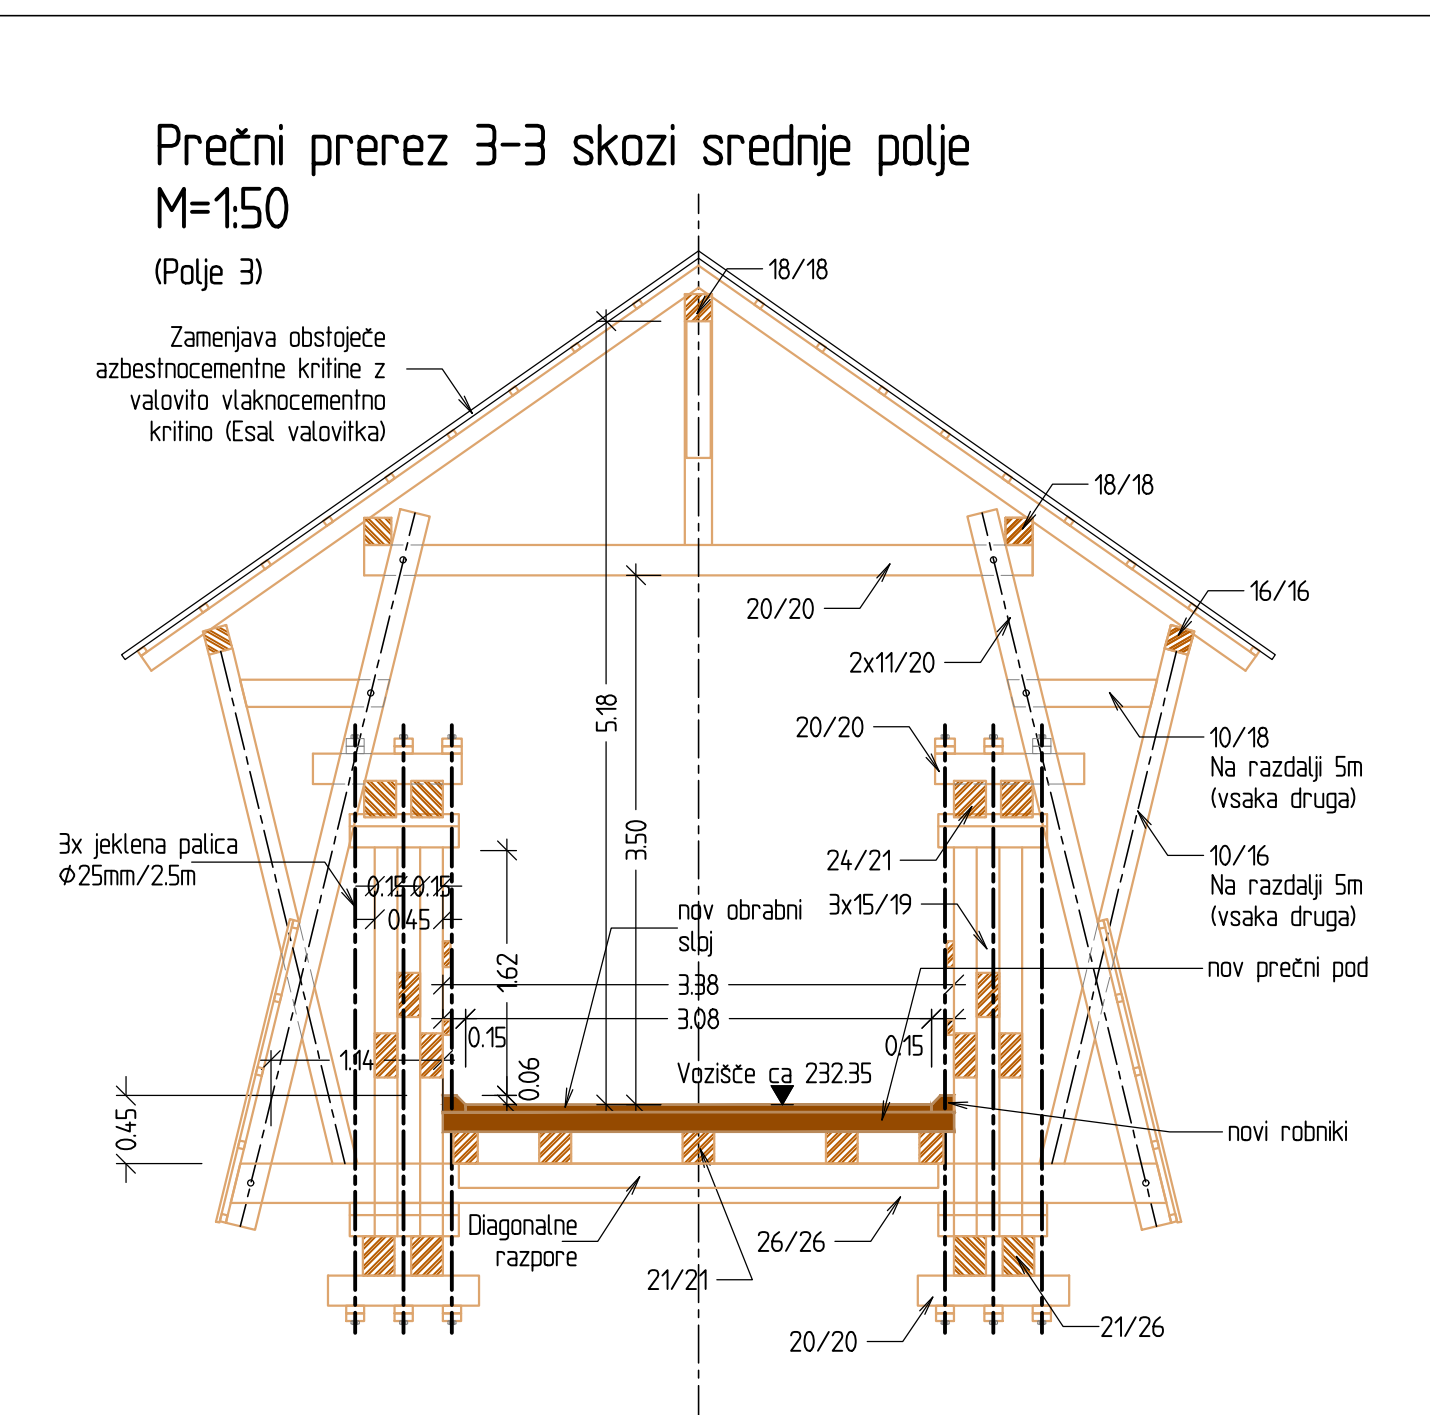 Prečni prerez 3-3 skozi srednje polje
M=1:50
(Polje 3)
18/18
Zamenjava obstoječe
azbestnocementne kritine z
valovito vlaknocementno
kritino (Esal valovitka)
18/18
16/16
20/20
2x11/20
5.18
20/20
10/18
Na razdalji 5m
(vsaka druga)
3.50
3x jeklena palica
Ø25mm/2.5m
24/21
10/16
Na razdalji 5m
(vsaka druga)
0.15
0.15
0.45
nov obrabni
sloj
3x15/19
1.62
3.38
nov prečni pod
3.08
0.15
0.15
1.14
0.06
Vozišče ca 232.35
0.45
novi robniki
Diagonalne
razpore
26/26
21/21
20/20
21/26